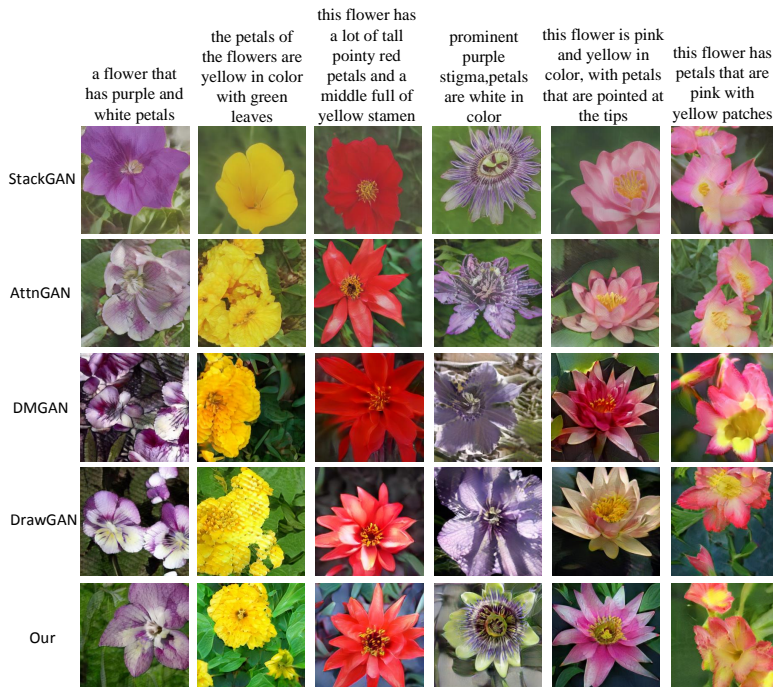 a flower that
has purple and
white petals
the petals of
the flowers are
yellow in color
with green
leaves
this flower has
a lot of tall
pointy red
petals and a
middle full of
yellow stamen
prominent
purple
stigma,petals
are white in
color
this flower is pink
and yellow in
color, with petals
that are pointed at
the tips
this flower has
petals that are
pink with
yellow patches
StackGAN
AttnGAN
DMGAN
DrawGAN
Our